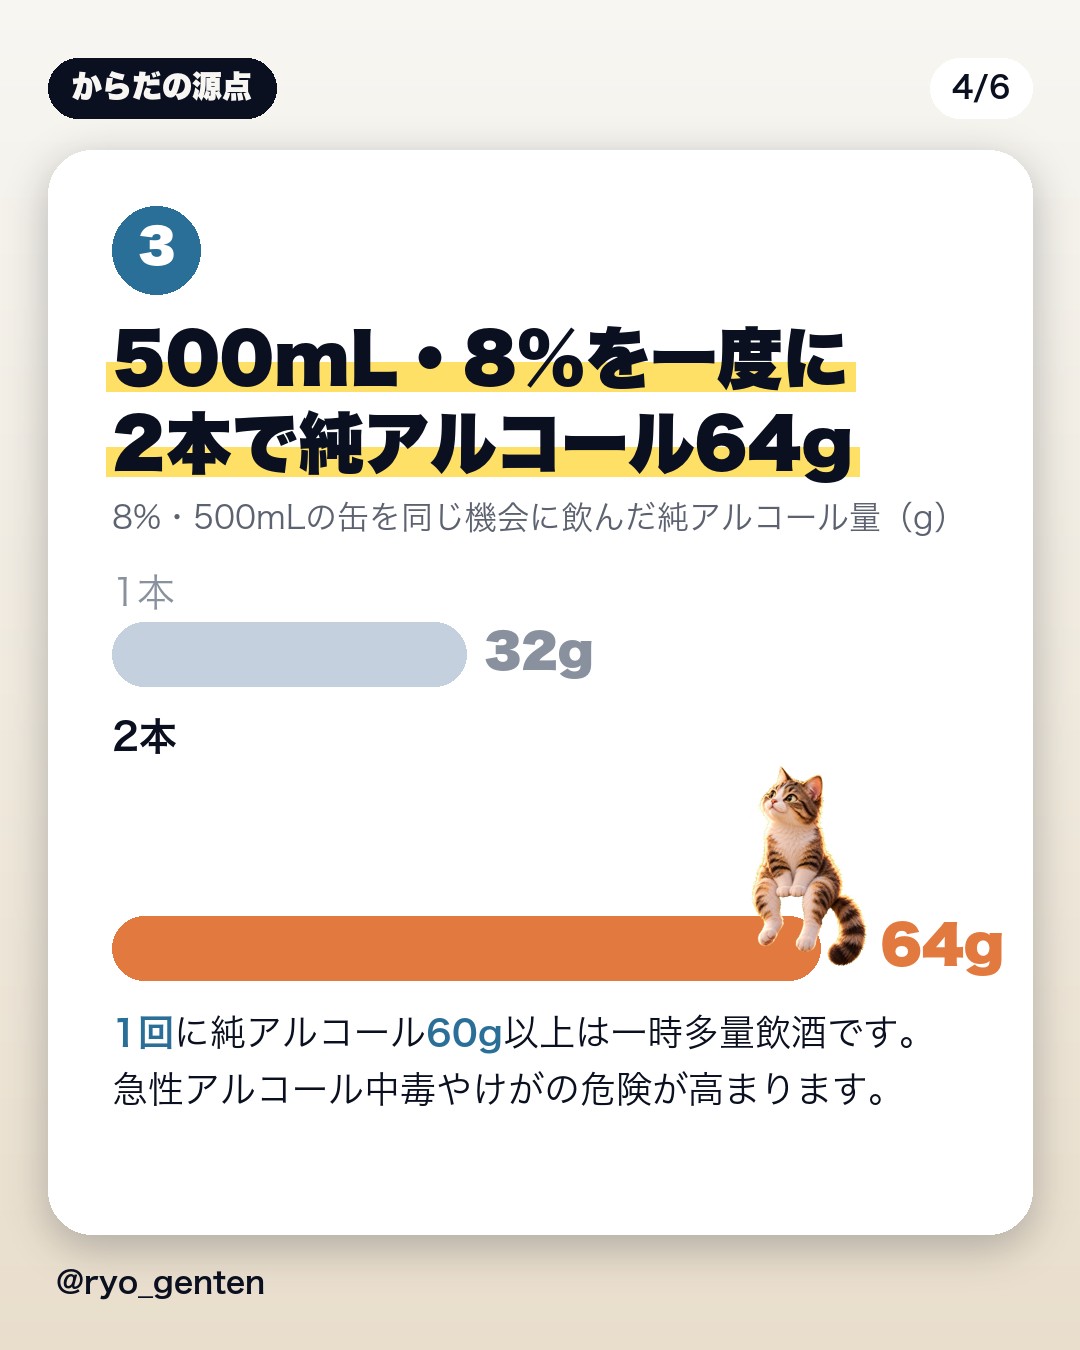 からだの源点
4/6
3
500mL・8%を一度に
2本で純アルコール64g
8%・500mLの缶を同じ機会に飲んだ純アルコール量（g）
1本
32g
2本
64g
1回に純アルコール60g以上は一時多量飲酒です。
急性アルコール中毒やけがの危険が高まります。
@ryo_genten